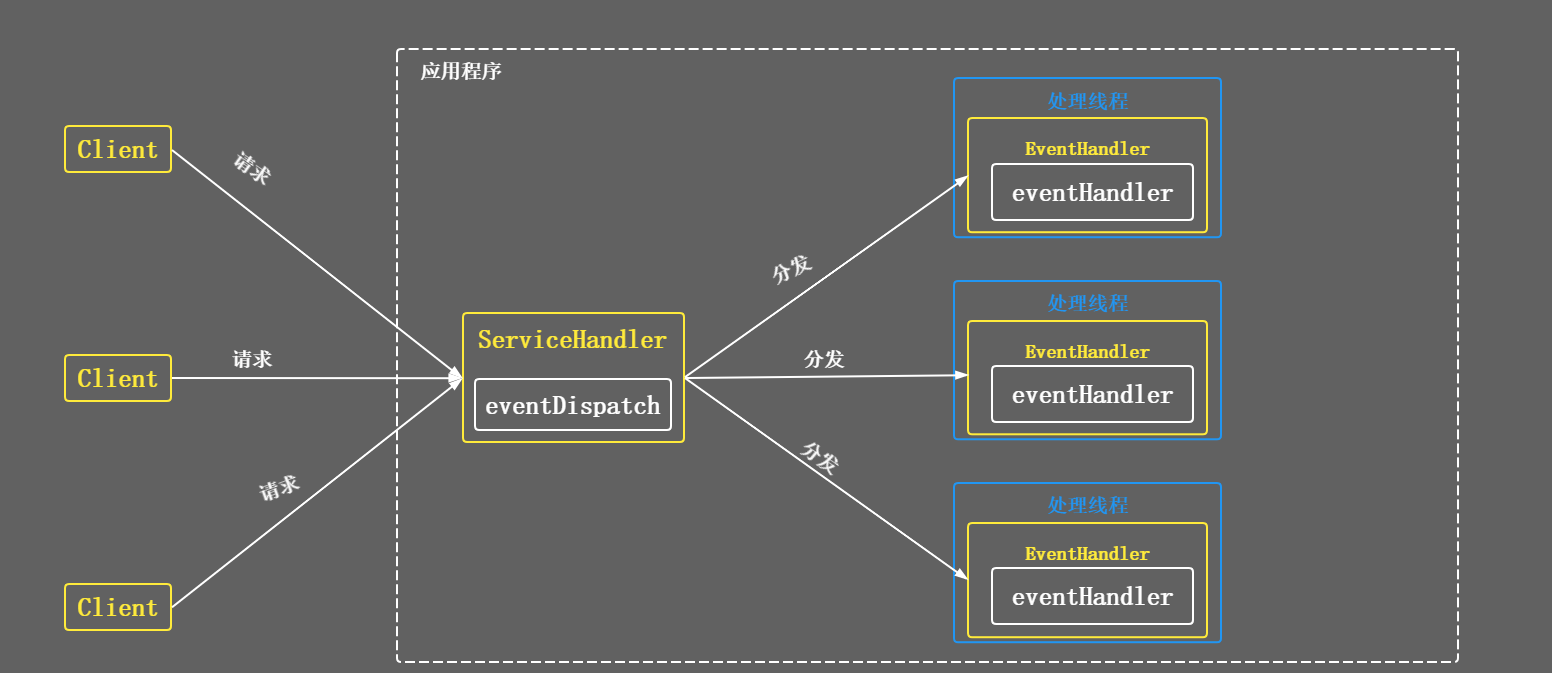 应用程序
Client
请求
Client
请求
Client
请求
ServiceHandler
eventDispatch
分发
分发
分发
处理线程
EventHandler
eventHandler
处理线程
EventHandler
eventHandler
处理线程
EventHandler
eventHandler